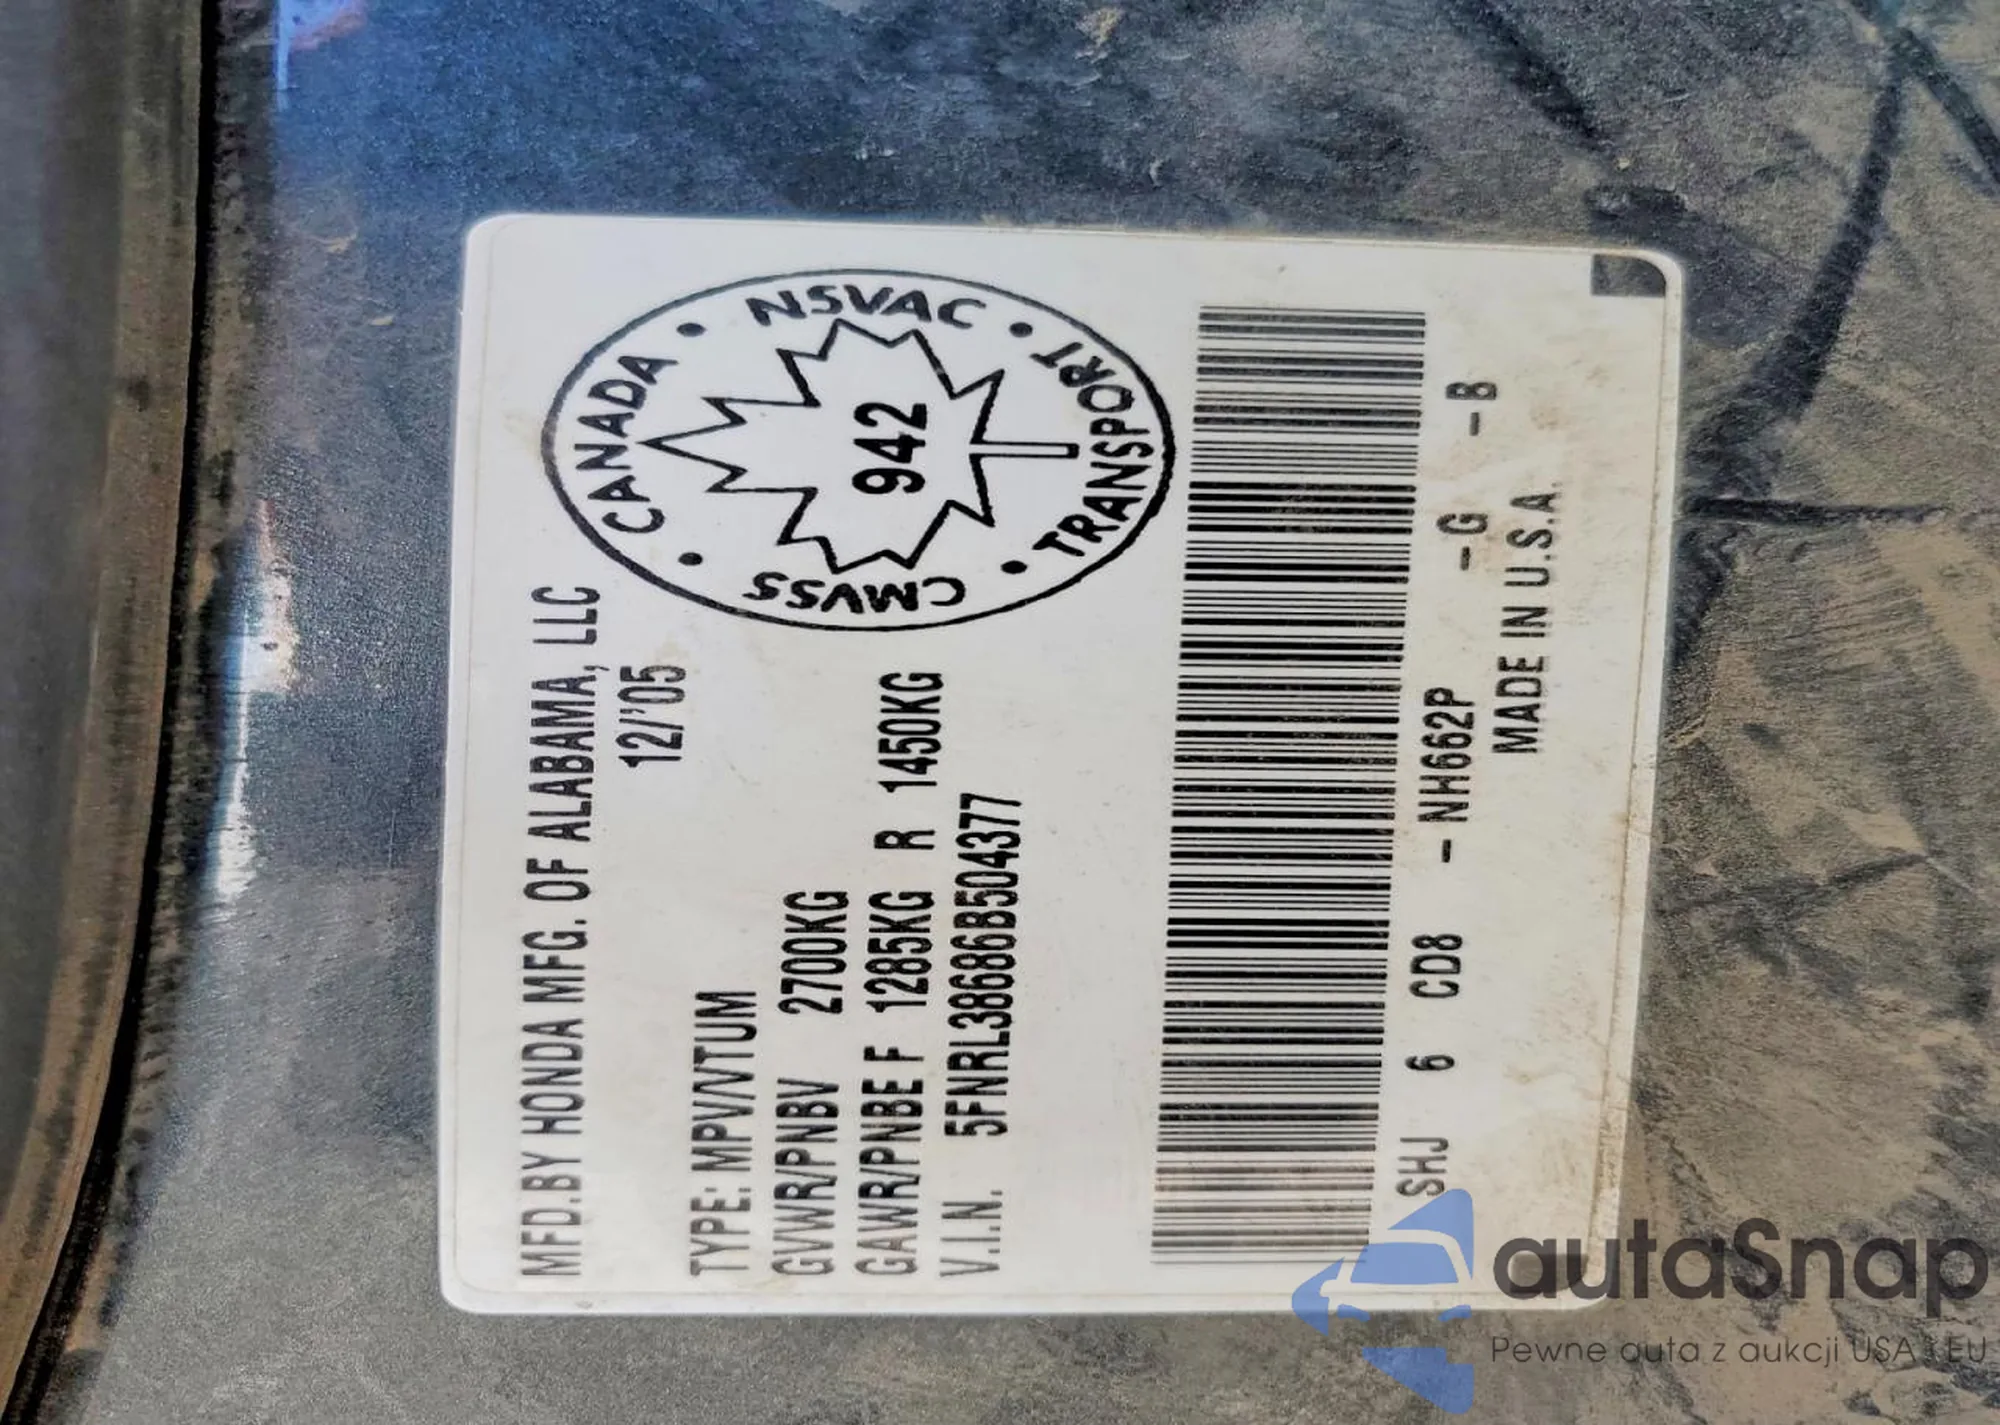 MFD.BY HONDA MFG. OF ALABAMA, LLC
12/'05
TYPE: MPV/VTUM
GVWR/PNBV 2700KG
GAWR/PNBE F 1285KG R 1450KG
V.I.N. 5FNRL38686B504377
CANADA • NSVAC • TRANSPORT • CMVSS •
942
SHJ 6 CD8 - NH662P -G -B
MADE IN U.S.A.
autaSnap
Pewne auta z aukcji USA i EU